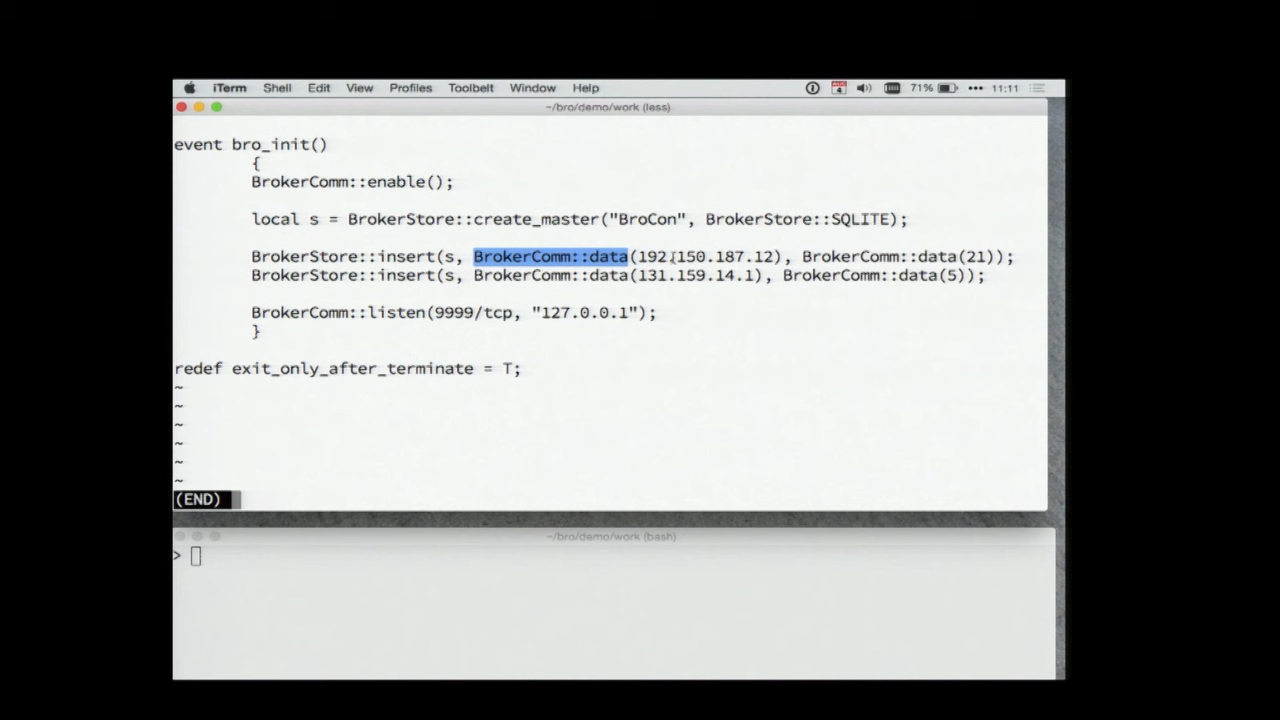 iTerm Shell Edit View Profiles Toolbelt Window Help 4 71% 11:11
~/bro/demo/work (less)
event bro_init()
{
BrokerComm::enable();
local s = BrokerStore::create_master("BroCon", BrokerStore::SQLITE);
BrokerStore::insert(s, BrokerComm::data(192.150.187.12), BrokerComm::data(21));
BrokerStore::insert(s, BrokerComm::data(131.159.14.1), BrokerComm::data(5));
BrokerComm::listen(9999/tcp, "127.0.0.1");
}
redef exit_only_after_terminate = T;
~
~
~
~
~
~
(END)
~/bro/demo/work (bash)
>